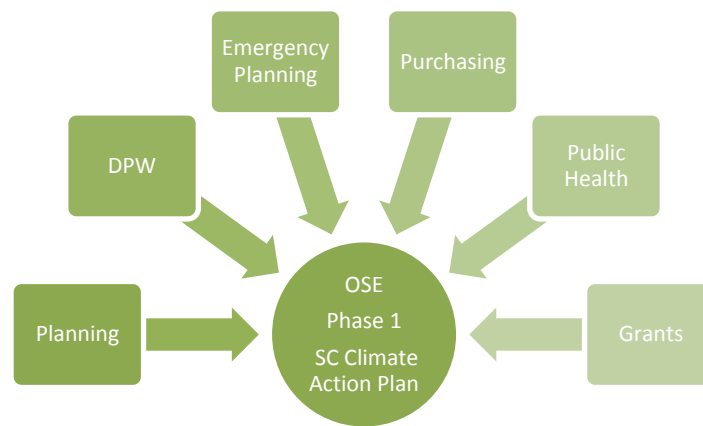 Emergency
Planning
Purchasing
DPW
Public
Health
Planning
OSE
Phase 1
SC Climate
Action Plan
Grants